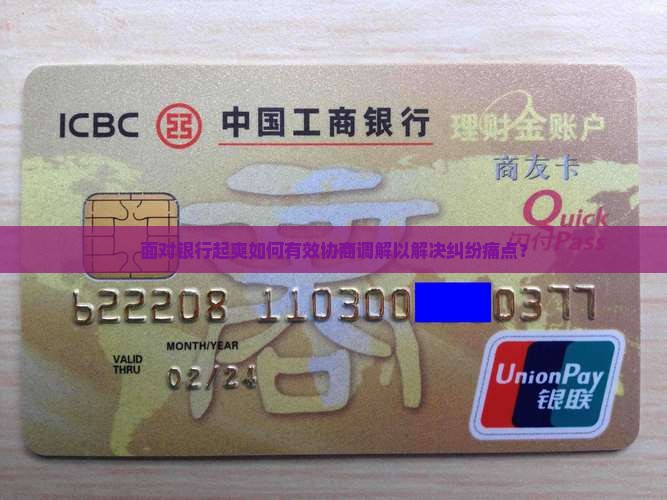 ICBC 中国工商银行
理财金账户
商友卡
Quick
闪付Pass
面对银行起爽如何有效协商调解以解决纠纷痛点？
商
622208 110300 0377
MONTH/YEAR
VALID
THRU
02/24
UnionPay
银联